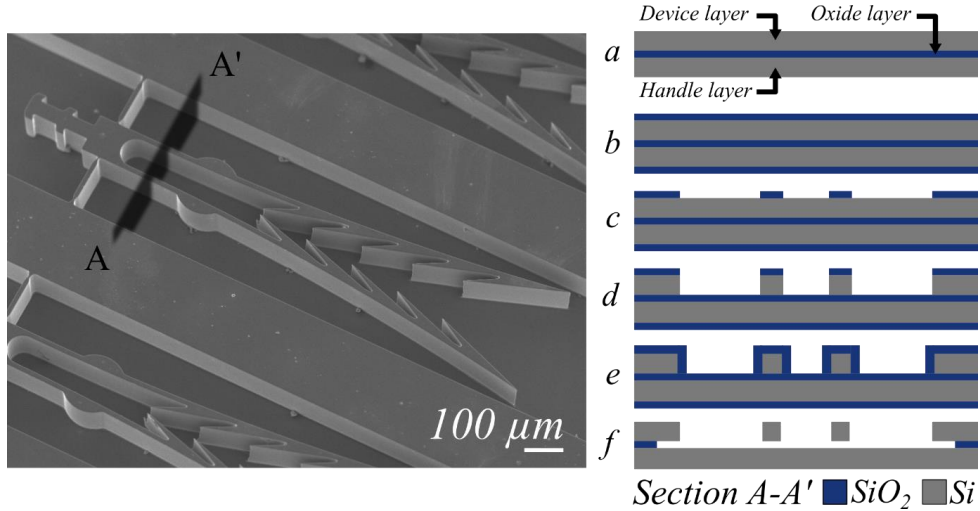 A'
A
100 µm
Device layer
Oxide layer
a
Handle layer
b
c
d
e
f
Section A-A' SiO₂ Si